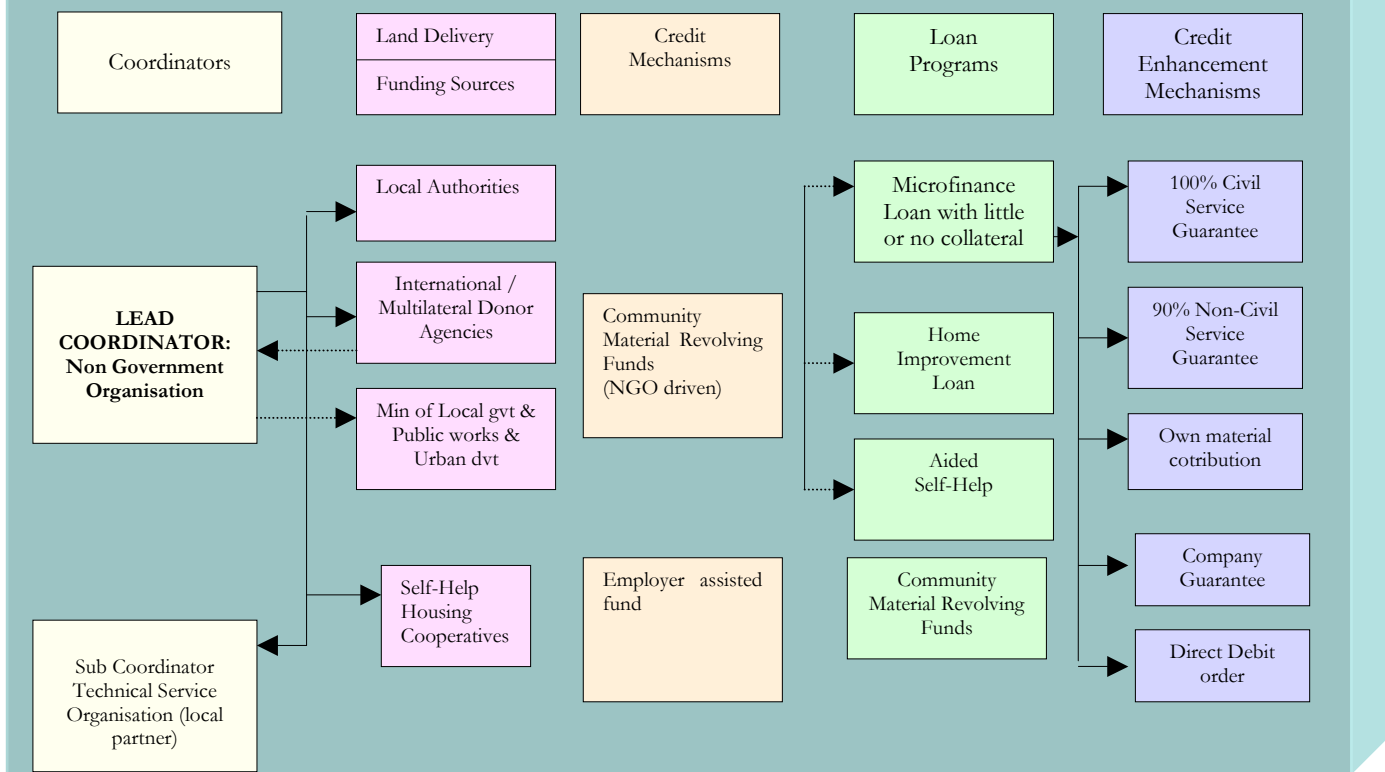 Coordinators
Land Delivery
Funding Sources
Credit
Mechanisms
Loan
Programs
Credit
Enhancement
Mechanisms
LEAD
COORDINATOR:
Non Government
Organisation
Sub Coordinator
Technical Service
Organisation (local
partner)
Local Authorities
International /
Multilateral Donor
Agencies
Min of Local gvt &
Public works &
Urban dvt
Self-Help
Housing
Cooperatives
Community
Material Revolving
Funds
(NGO driven)
Employer assisted
fund
Microfinance
Loan with little
or no collateral
Home
Improvement
Loan
Aided
Self-Help
Community
Material Revolving
Funds
100% Civil
Service
Guarantee
90% Non-Civil
Service
Guarantee
Own material
cotribution
Company
Guarantee
Direct Debit
order